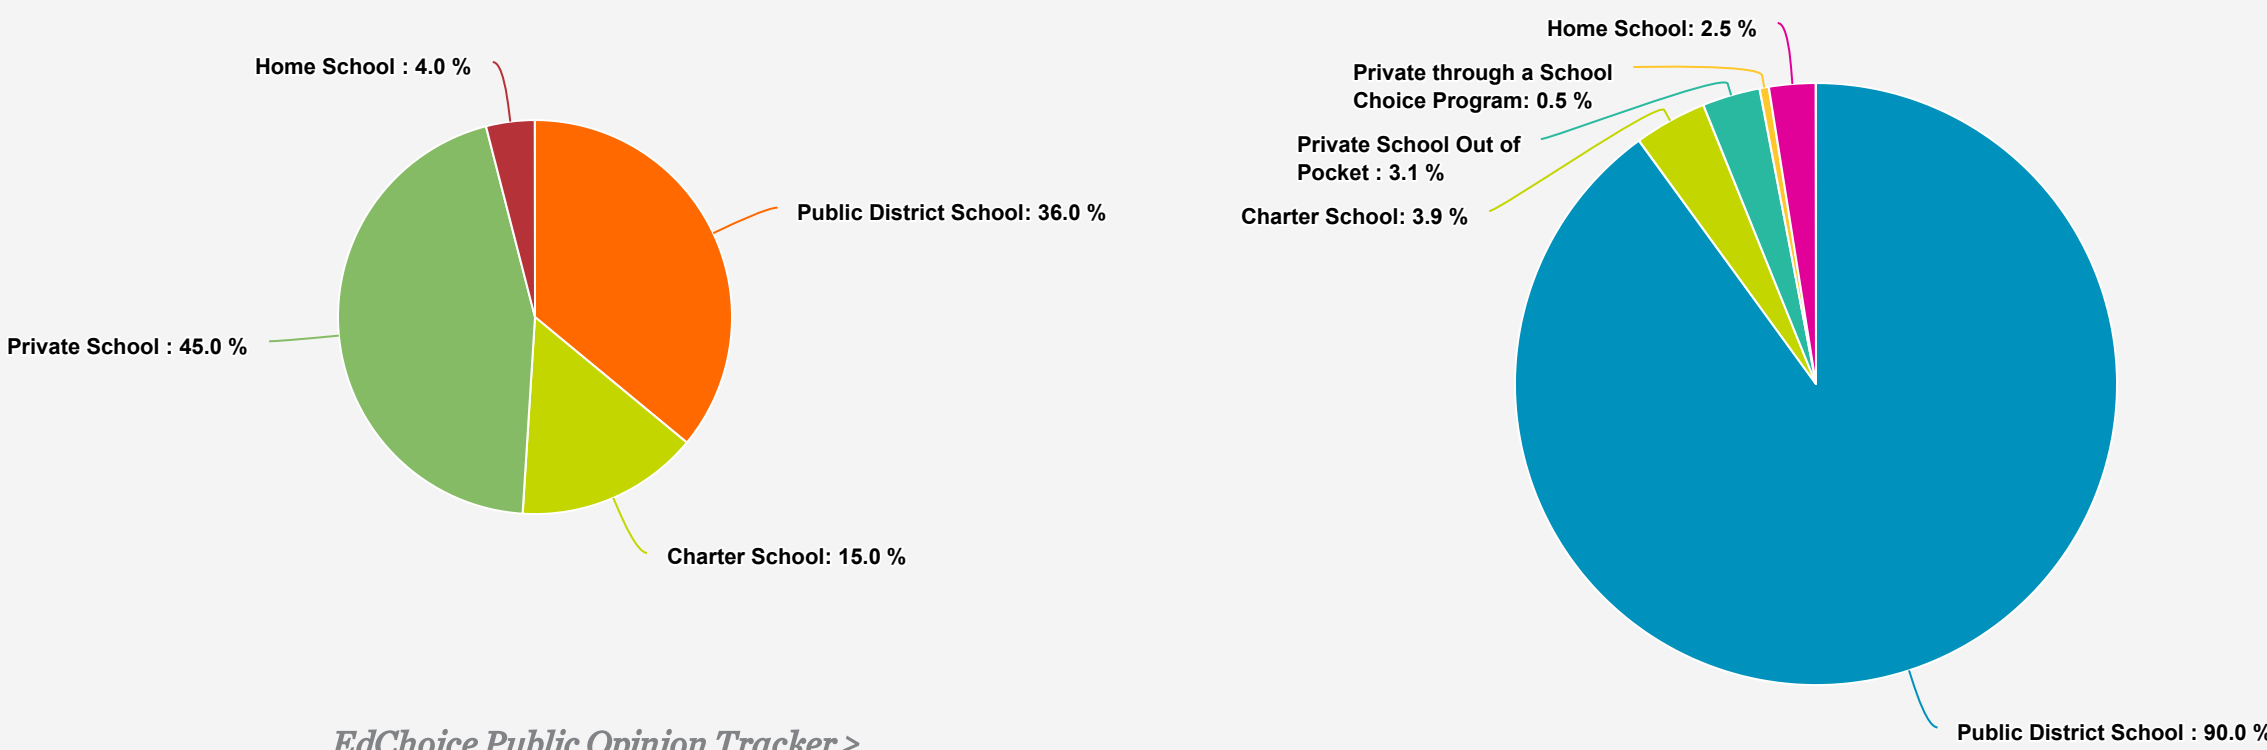 Home School : 4.0 %
Public District School: 36.0 %
Private School : 45.0 %
Charter School: 15.0 %
EdChoice Public Opinion Tracker >
Home School: 2.5 %
Private through a School
Choice Program: 0.5 %
Private School Out of
Pocket : 3.1 %
Charter School: 3.9 %
Public District School : 90.0 %